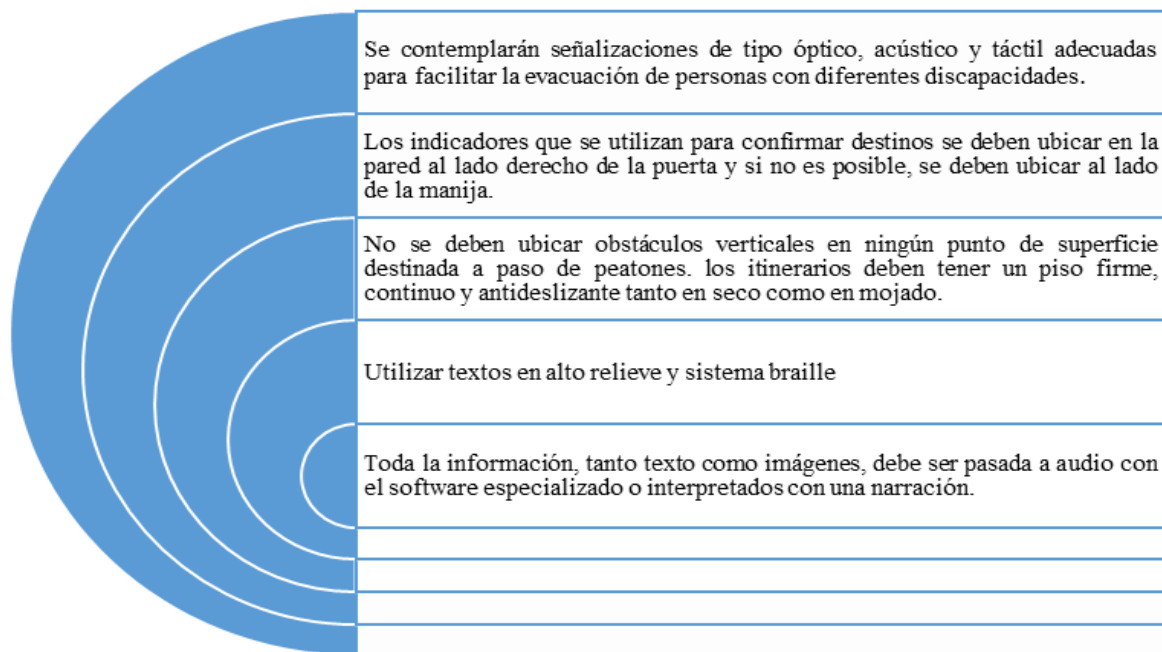 Se contemplarán señalizaciones de tipo óptico, acústico y táctil adecuadas
para facilitar la evacuación de personas con diferentes discapacidades.
Los indicadores que se utilizan para confirmar destinos se deben ubicar en la
pared al lado derecho de la puerta y si no es posible, se deben ubicar al lado
de la manija.
No se deben ubicar obstáculos verticales en ningún punto de superficie
destinada a paso de peatones. los itinerarios deben tener un piso firme,
continuo y antideslizante tanto en seco como en mojado.
Utilizar textos en alto relieve y sistema braille
Toda la información, tanto texto como imágenes, debe ser pasada a audio con
el software especializado o interpretados con una narración.